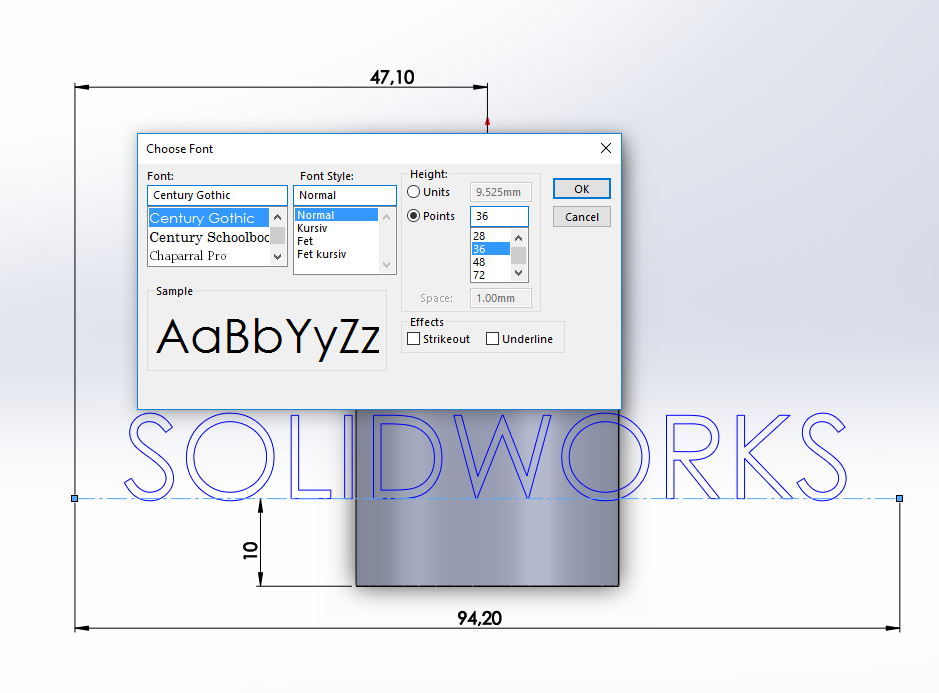 47,10
Choose Font
Font:
Font Style:
Height:
Century Gothic
Normal
Units
9.525mm
OK
Century Gothic
Century Schoolboo
Chaparral Pro
Normal
Kursiv
Fet
Fet kursiv
Points
36
Cancel
28
36
48
72
Space:
1.00mm
Sample
AaBbYyZz
Effects
Strikeout
Underline
SOLIDWORKS
10
94,20